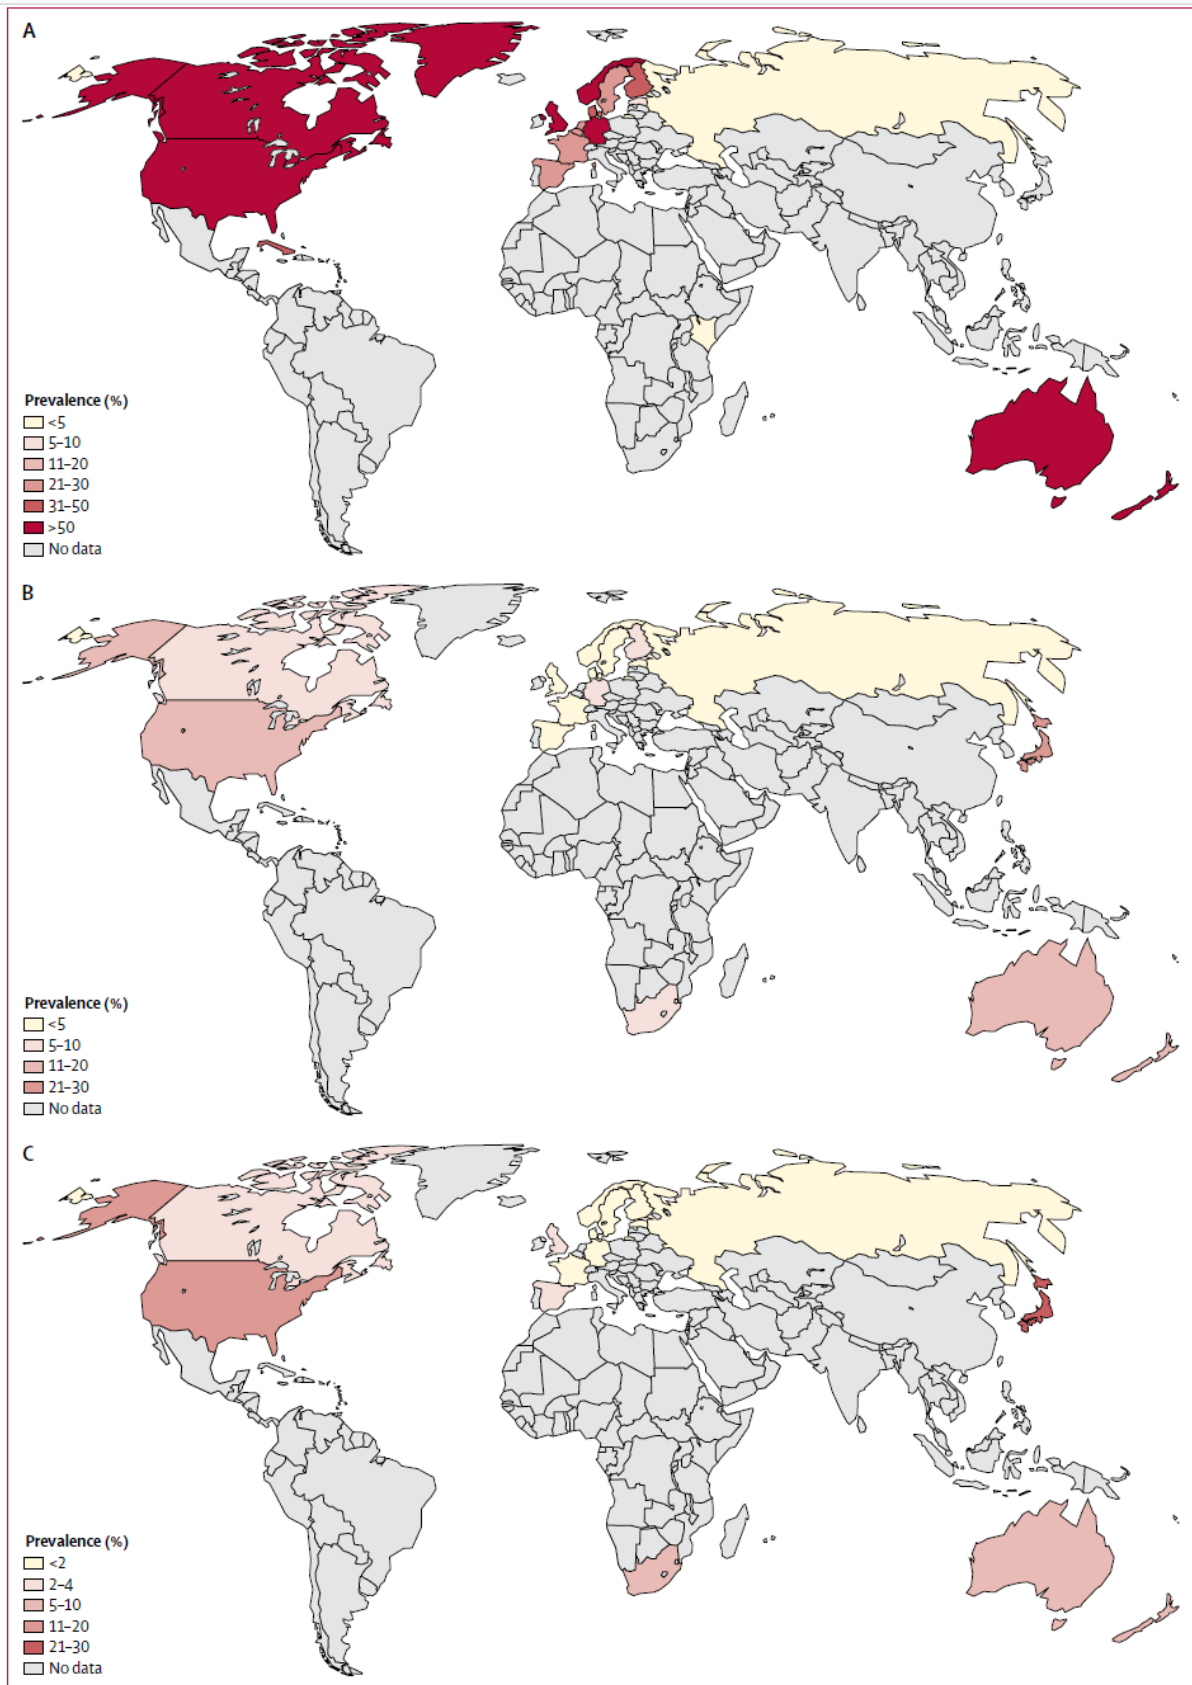 A
Prevalence (%)
<5
5–10
11–20
21–30
31–50
>50
No data
B
Prevalence (%)
<5
5–10
11–20
21–30
No data
C
Prevalence (%)
<2
2–4
5–10
11–20
21–30
No data